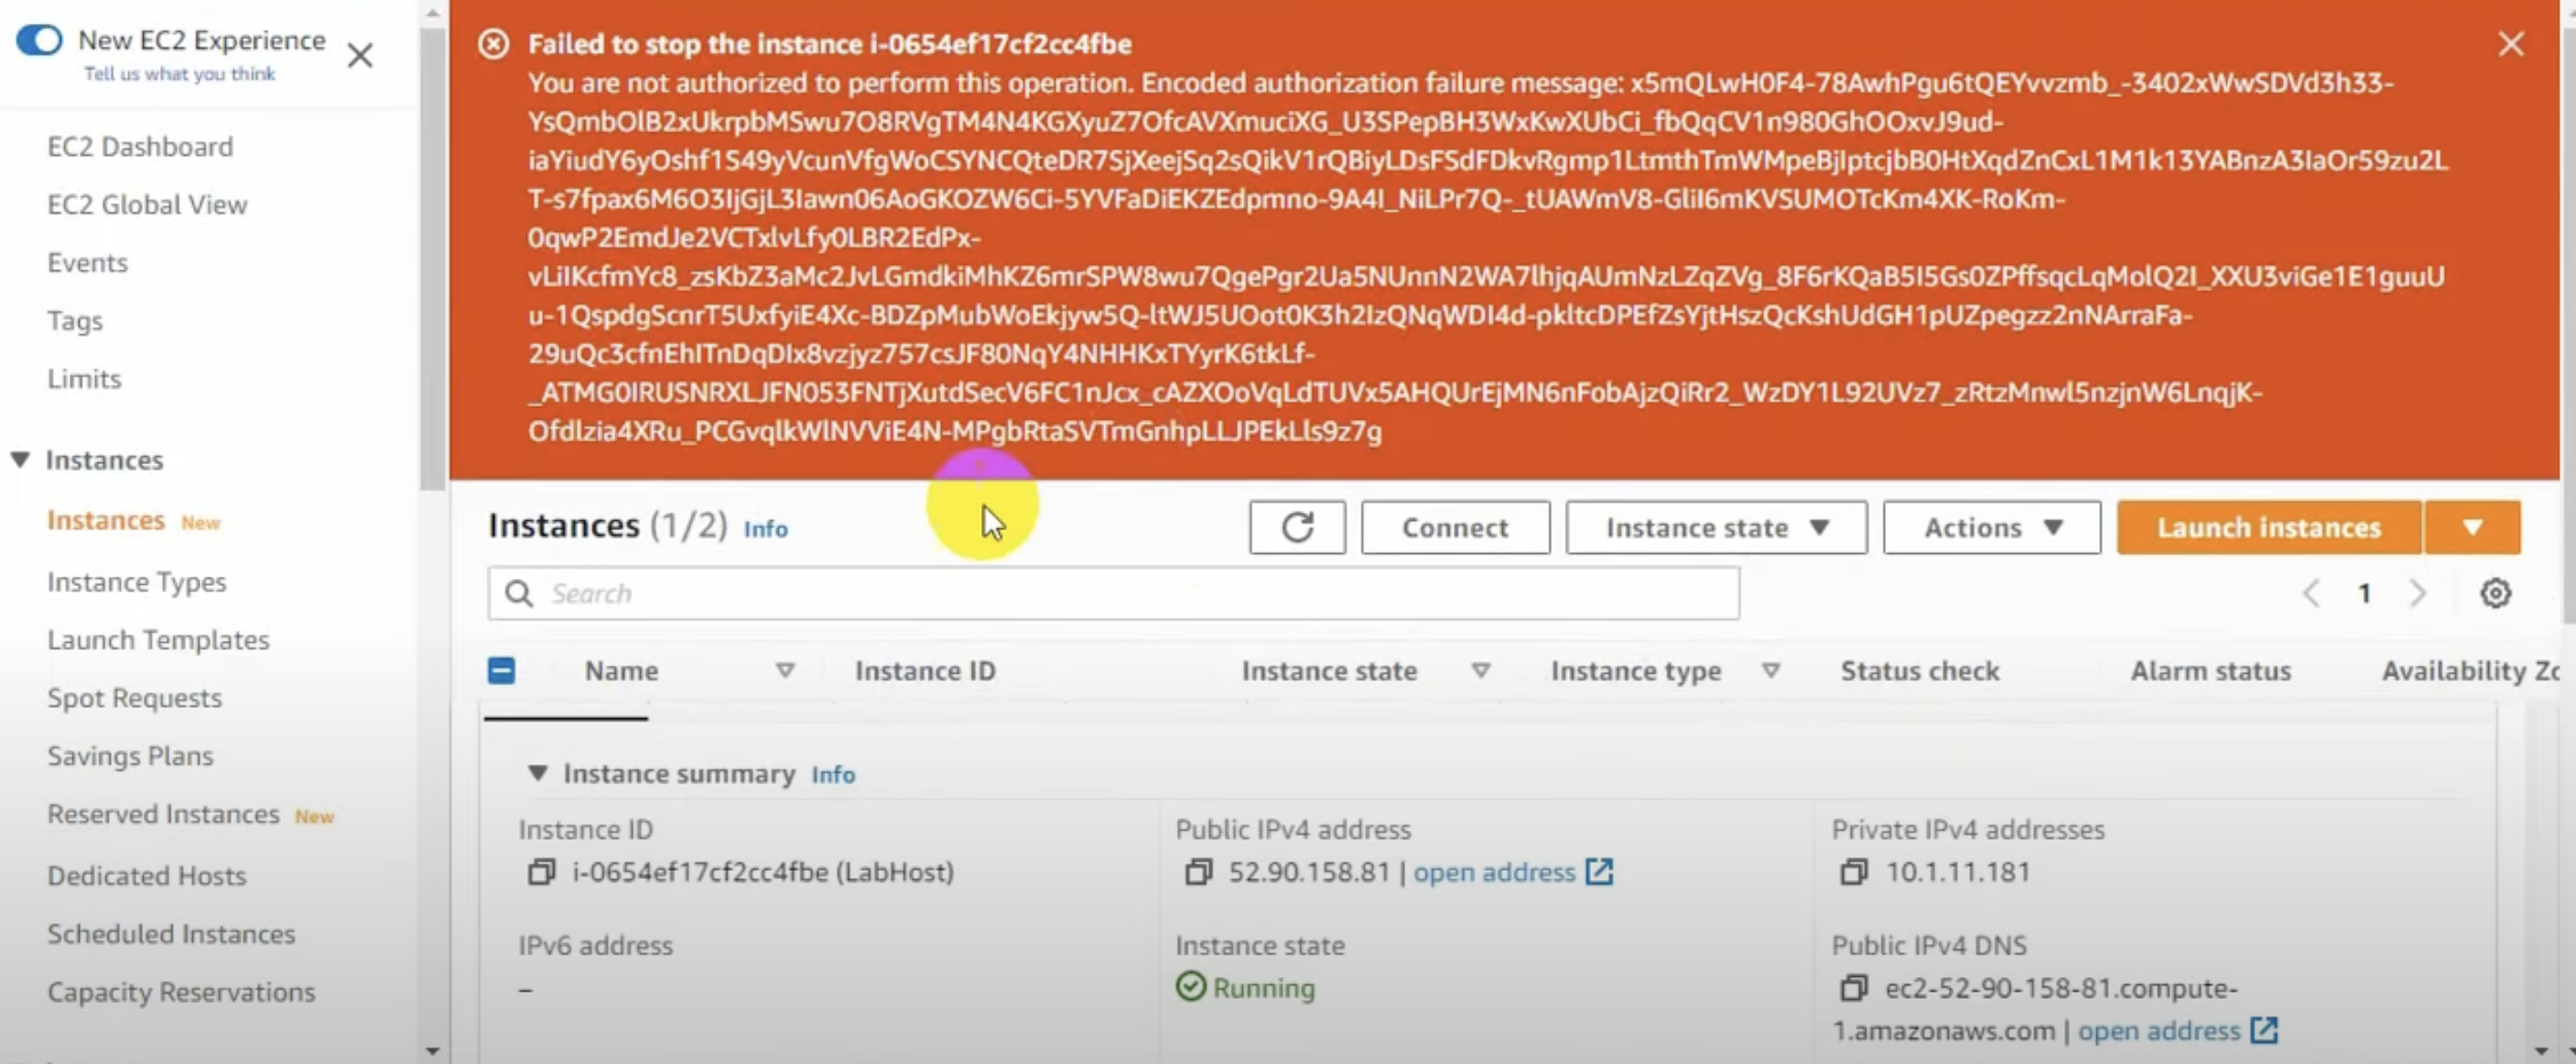 New EC2 Experience
Tell us what you think
EC2 Dashboard
EC2 Global View
Events
Tags
Limits
Instances
Instances New
Instance Types
Launch Templates
Spot Requests
Savings Plans
Reserved Instances New
Dedicated Hosts
Scheduled Instances
Capacity Reservations
Failed to stop the instance i-0654ef17cf2cc4fbe
You are not authorized to perform this operation. Encoded authorization failure message: x5mQLwH0F4-78AwhPgu6tQEYvvzmb_-3402xWwSDVd3h33-
YsQmbOlB2xUkrpbMSwu7O8RVgTM4N4KGXyuZ7OfcAVXmuciXG_U3SPepBH3WxKwXUbCi_fbQqCV1n980GhOOxvJ9ud-
iaYiudY6yOshf1S49yVcunVfgWoCSYNCQteDR7SjXeejSq2sQikV1rQBiyLDsFSdFDkvRgmp1LtmthTmWMpeBjIptcjbB0HtXqdZnCxL1M1k13YABnzA3IaOr59zu2L
T-s7fpax6M6O3IjGjL3Iawn06AoGKOZW6Ci-5YVFaDiEKZEdpmno-9A4I_NiLPr7Q-_tUAWmV8-GliI6mKVSUMOTcKm4XK-RoKm-
0qwP2EmdJe2VCTxlvLfy0LBR2EdPx-
vLiIKcfmYc8_zsKbZ3aMc2JvLGmdkiMhKZ6mrSPW8wu7QgePgr2Ua5NUnnN2WA7lhjqAUmNzLZqZVg_8F6rKQaB5I5Gs0ZPffsqcLqMolQ2I_XXU3viGe1E1guuU
u-1QspdgScnrT5UxfyiE4Xc-BDZpMubWoEkjyw5Q-ltWJ5UOot0K3h2IzQNqWDI4d-pkltcDPEfZsYjtHszQcKshUdGH1pUZpegzz2nNArraFa-
29uQc3cfnEhITnDqDIx8vzjyz757csJF80NqY4NHHKxTYyrK6tkLf-
_ATMG0IRUSNRXLJFN053FNTjXutdSecV6FC1nJcx_cAZXOoVqLdTUVx5AHQUrEjMN6nFobAjzQiRr2_WzDY1L92UVz7_zRtzMnwl5nzjnW6LnqjK-
Ofdlzia4XRu_PCGvqlkWlNVViE4N-MPgbRtaSVTmGnhpLLJPEkLls9z7g
Instances (1/2) Info
Connect
Instance state
Actions
Launch instances
Search
1
Name Instance ID Instance state Instance type Status check Alarm status Availability Zo
Instance summary Info
Instance ID Public IPv4 address Private IPv4 addresses
i-0654ef17cf2cc4fbe (LabHost) 52.90.158.81 | open address 10.1.11.181
IPv6 address Instance state Public IPv4 DNS
– Running ec2-52-90-158-81.compute-
1.amazonaws.com | open address